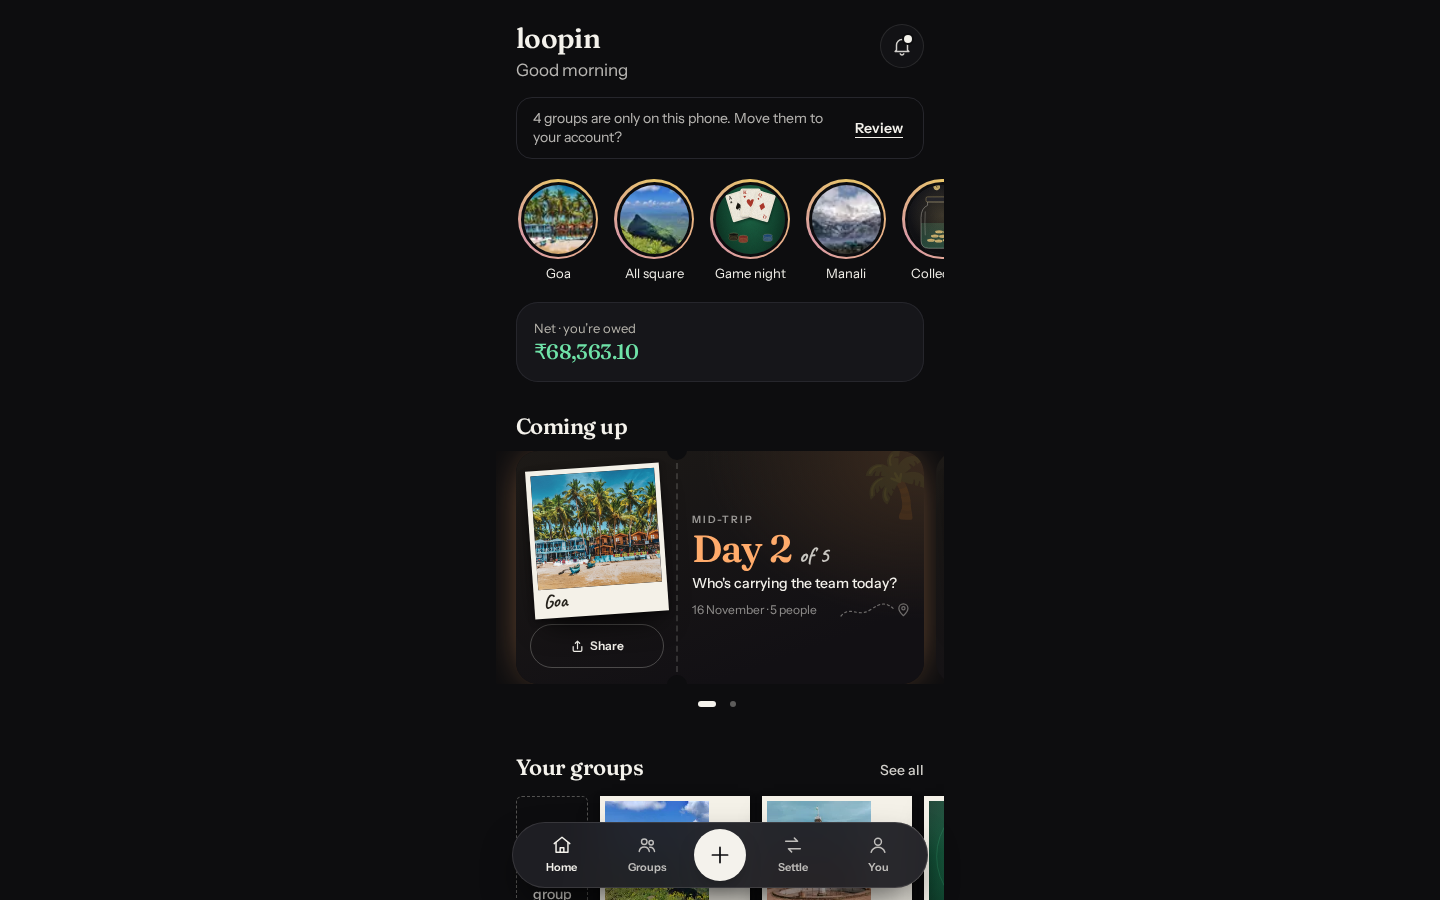 loopin
Good morning
4 groups are only on this phone. Move them to
your account?
Review
Goa
All square
Game night
Manali
Net · you're owed
₹68,363.10
Coming up
Goa
Share
MID-TRIP
Day 2 of 5
Who's carrying the team today?
16 November · 5 people
Your groups
See all
group
Home
Groups
Settle
You